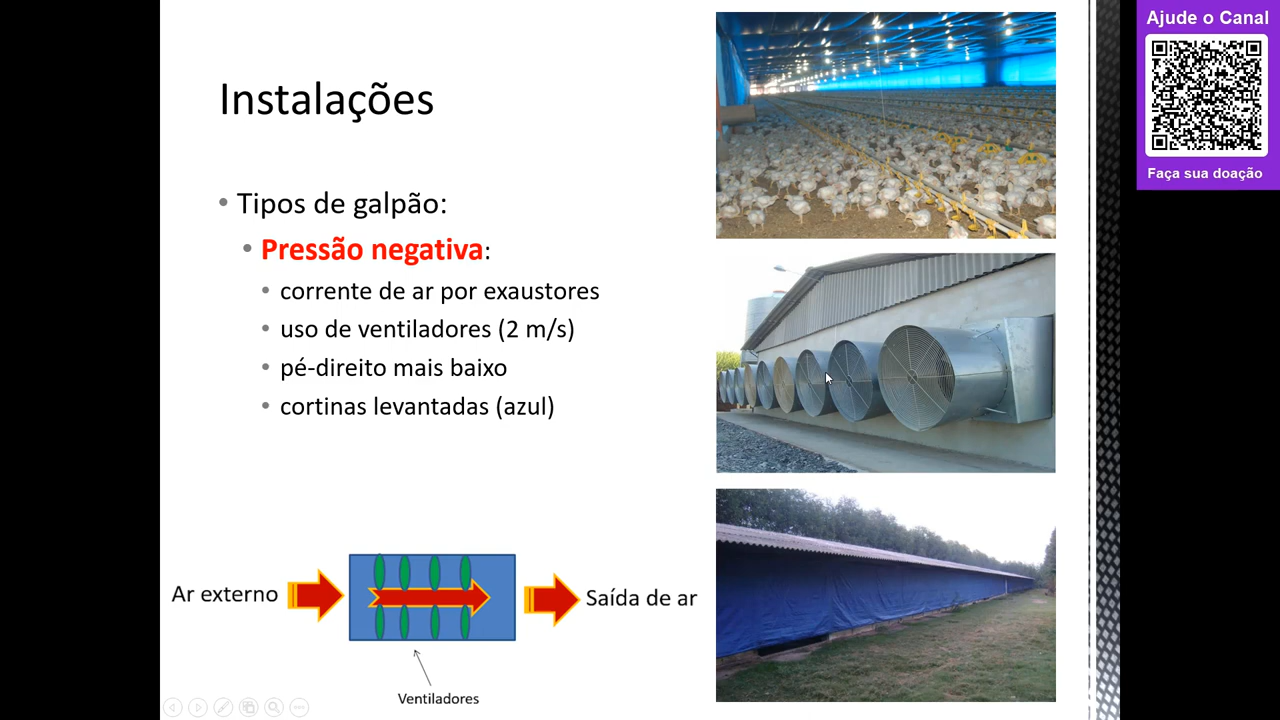 Instalações
• Tipos de galpão:
• Pressão negativa:
• corrente de ar por exaustores
• uso de ventiladores (2 m/s)
• pé-direito mais baixo
• cortinas levantadas (azul)
Ar externo
Saída de ar
Ventiladores
Ajude o Canal
Faça sua doação